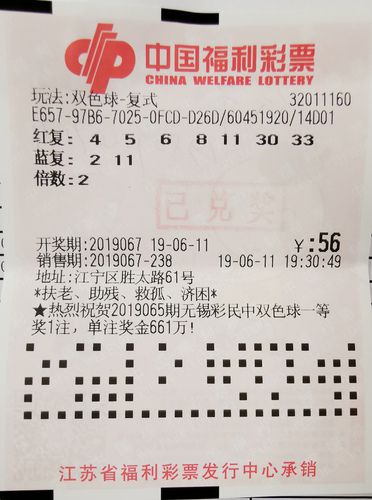 中国福利彩票
CHINA WELFARE LOTTERY
玩法:双色球-复式 32011160
E657-97B6-7025-0FCD-D26D/60451920/14D01
红复: 4 5 6 8 11 30 33
蓝复: 2 11
倍数:2
已兑奖
开奖期:2019067 19-06-11 ¥:56
销售期:2019067-238 19-06-11 19:30:49
地址:江宁区胜太路61号
*扶老、助残、救孤、济困*
★热烈祝贺2019065期无锡彩民中双色球一等
奖1注，单注奖金661万!
江苏省福利彩票发行中心承销